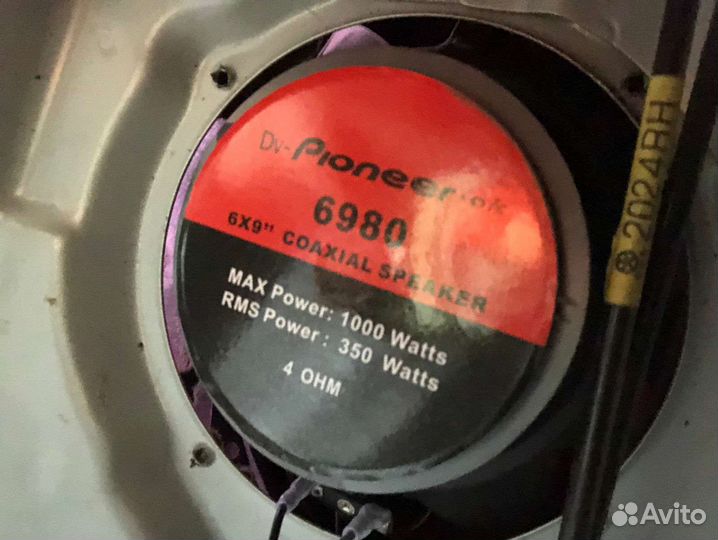 Dv-Pioneer.ok
6980
6X9" COAXIAL SPEAKER
MAX Power: 1000 Watts
RMS Power: 350 Watts
4 OHM
2024RH
Avito